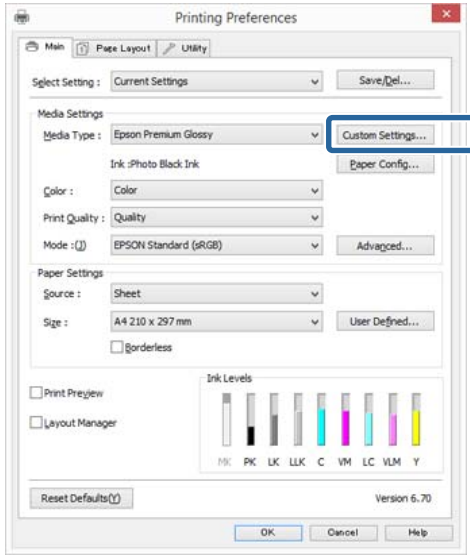 Printing Preferences
Main Page Layout Utility
Select Setting : Current Settings Save/Del...
Media Settings
Media Type : Epson Premium Glossy Custom Settings...
Ink :Photo Black Ink Paper Config...
Color : Color
Print Quality : Quality
Mode :(J) EPSON Standard (sRGB) Advanced...
Paper Settings
Source : Sheet
Size : A4 210 x 297 mm User Defined...
Borderless
Print Preview
Layout Manager
Ink Levels
MK PK LK LLK C VM LC VLM Y
Reset Defaults(Y) Version 6.70
OK Cancel Help